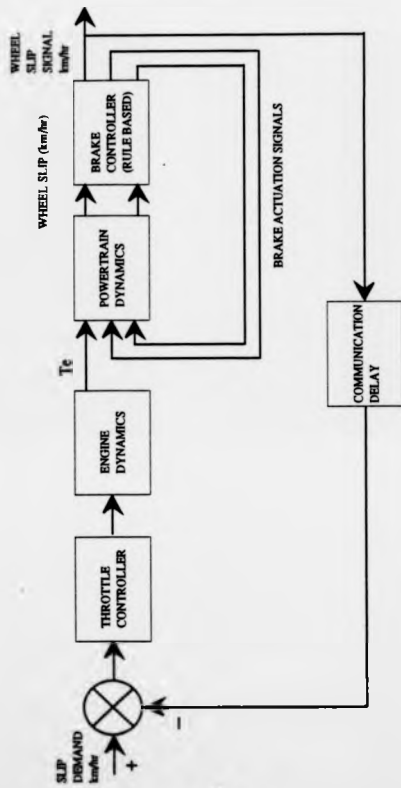 SLIP
DEMAND
km/hr
+
−
THROTTLE
CONTROLLER
ENGINE
DYNAMICS
Te
POWERTRAIN
DYNAMICS
WHEEL SLIP (km/hr)
BRAKE
CONTROLLER
(RULE BASED)
WHEEL
SLIP
SIGNAL
km/hr
BRAKE ACTUATION SIGNALS
COMMUNICATION
DELAY